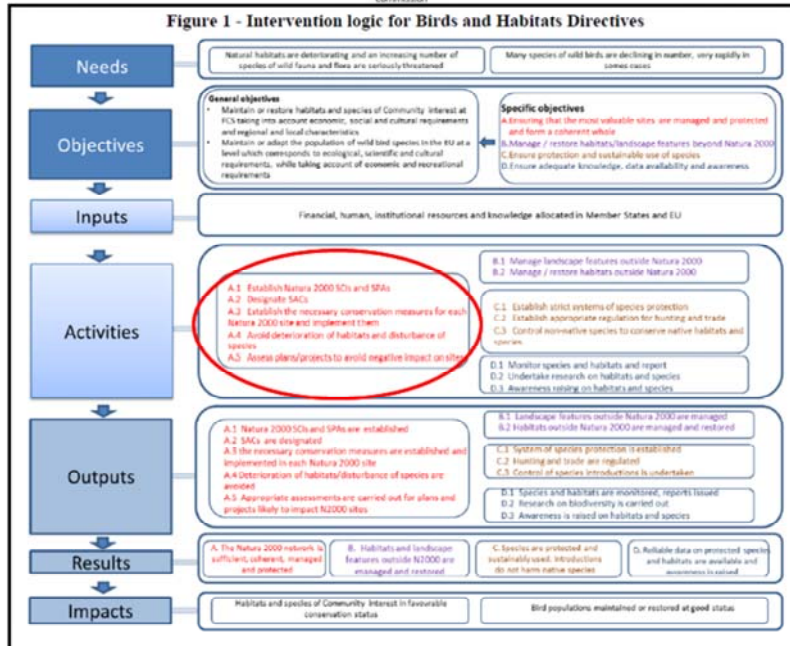 Commission
Figure 1 - Intervention logic for Birds and Habitats Directives
Needs
Natural habitats are deteriorating and an increasing number of
species of wild fauna and flora are seriously threatened
Many species of wild birds are declining in number, very rapidly in
somes cases
Objectives
General objectives
• Maintain or restore habitats and species of Community Interest at
FCS taking into account economic, social and cultural requirements
and regional and local characteristics
• Maintain or adapt the population of wild bird species in the EU at a
level which corresponds to ecological, scientific and cultural
requirements, while taking account of economic and recreational
requirements
Specific objectives
A.Ensuring that the most valuable sites are managed and protected
and form a coherent whole
B.Manage / restore habitats/landscape features beyond Natura 2000
C.Ensure protection and sustainable use of species
D.Ensure adequate knowledge, data availability and awareness
Inputs
Financial, human, institutional resources and knowledge allocated in Member States and EU
Activities
A.1 Establish Natura 2000 SCIs and SPAs
A.2 Designate SACs
A.3 Establish the necessary conservation measures for each
Natura 2000 site and implement them
A.4 Avoid deterioration of habitats and disturbance of
species
A.5 Assess plans/projects to avoid negative impact on sites
B.1 Manage landscape features outside Natura 2000
B.2 Manage / restore habitats outside Natura 2000
C.1 Establish strict systems of species protection
C.2 Establish appropriate regulation for hunting and trade
C.3 Control non-native species to conserve native habitats and
species
D.1 Monitor species and habitats and report
D.2 Undertake research on habitats and species
D.3 Awareness raising on habitats and species
Outputs
A.1 Natura 2000 SCIs and SPAs are established
A.2 SACs are designated
A.3 the necessary conservation measures are established and
implemented in each Natura 2000 site
A.4 Deterioration of habitats/disturbance of species are
avoided
A.5 Appropriate assessments are carried out for plans and
projects likely to impact N2000 sites
B.1 Landscape features outside Natura 2000 are managed
B.2 Habitats outside Natura 2000 are managed and restored
C.1 System of species protection is established
C.2 Hunting and trade are regulated
C.3 Control of species introductions is undertaken
D.1 Species and habitats are monitored, reports issued
D.2 Research on biodiversity is carried out
D.3 Awareness is raised on habitats and species
Results
A. The Natura 2000 network is
sufficient, coherent, managed
and protected
B. Habitats and landscape
features outside N2000 are
managed and restored
C. Species are protected and
sustainably used. Introductions
do not harm native species
D. Reliable data on protected species
and habitats are available and
awareness is raised
Impacts
Habitats and species of Community Interest in favourable
conservation status
Bird populations maintained or restored at good status